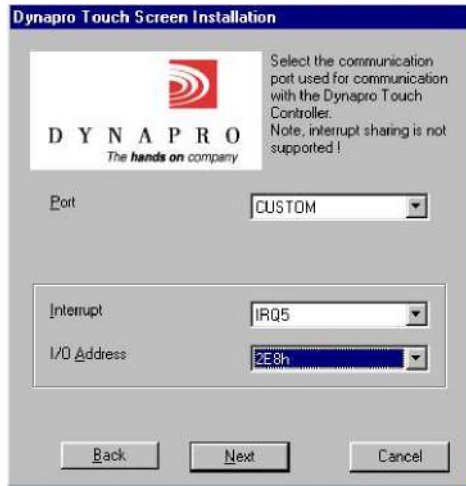 Dynapro Touch Screen Installation
Select the communication
port used for communication
with the Dynapro Touch
Controller.
Note, interrupt sharing is not
supported !
DYNAPRO
The hands on company
Port
CUSTOM
Interrupt
IRQ5
I/O Address
2E8h
Back
Next
Cancel